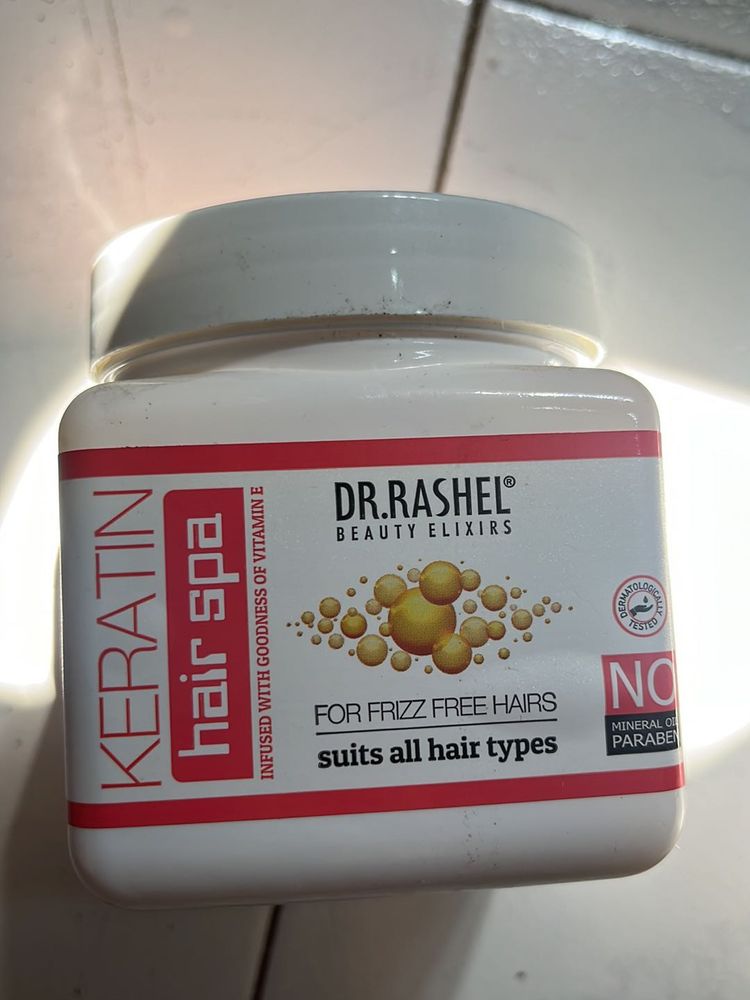 KERATIN
hair spa
INFUSED WITH GOODNESS OF VITAMIN E
DR.RASHEL®
BEAUTY ELIXIRS
FOR FRIZZ FREE HAIRS
suits all hair types
DERMATOLOGICALLY
TESTED
NO
MINERAL OIL
PARABEN